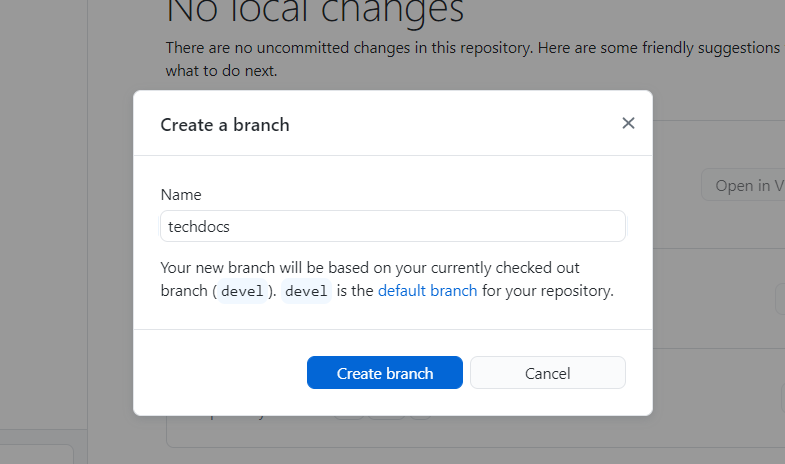 No local changes
There are no uncommitted changes in this repository. Here are some friendly suggestions
what to do next.
Create a branch
Open in V
Name
techdocs
Your new branch will be based on your currently checked out
branch ( devel ). devel is the default branch for your repository.
Create branch
Cancel